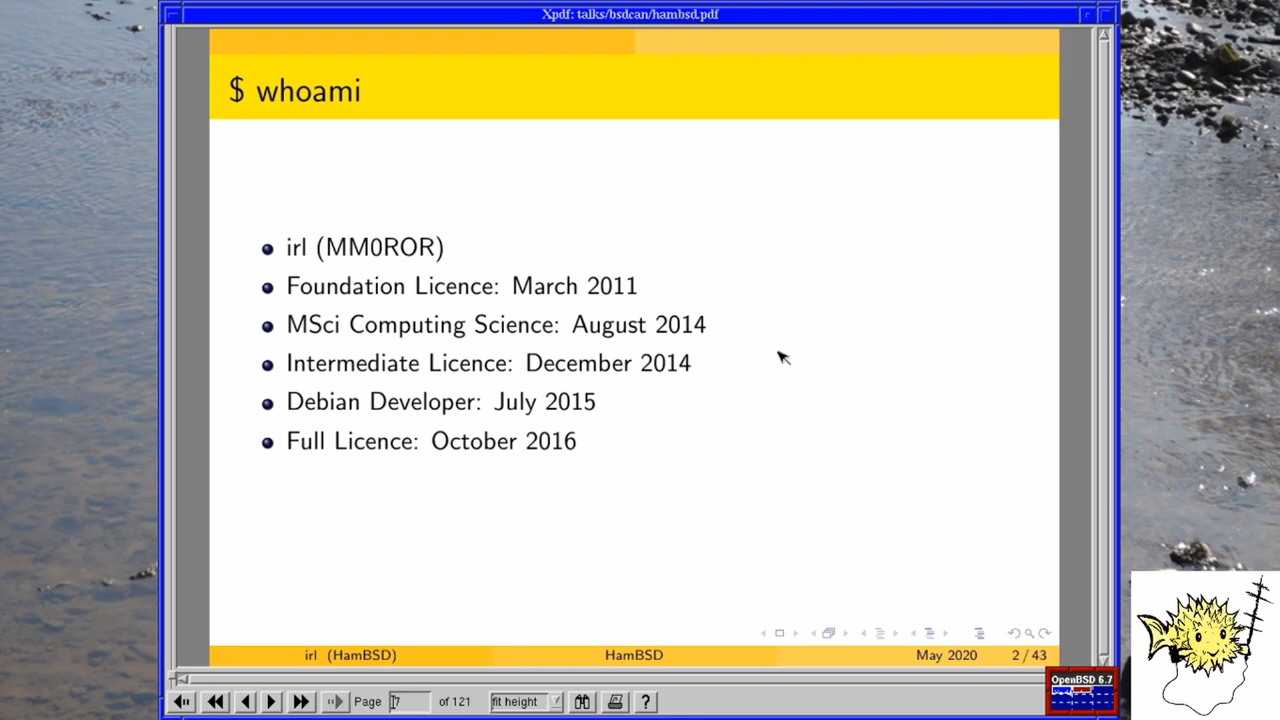 Xpdf: talks/bsdcan/hambsd.pdf
$ whoami
irl (MM0ROR)
Foundation Licence: March 2011
MSci Computing Science: August 2014
Intermediate Licence: December 2014
Debian Developer: July 2015
Full Licence: October 2016
irl (HamBSD) HamBSD May 2020 2 / 43
OpenBSD 6.7
Page 7 of 121 fit height ?